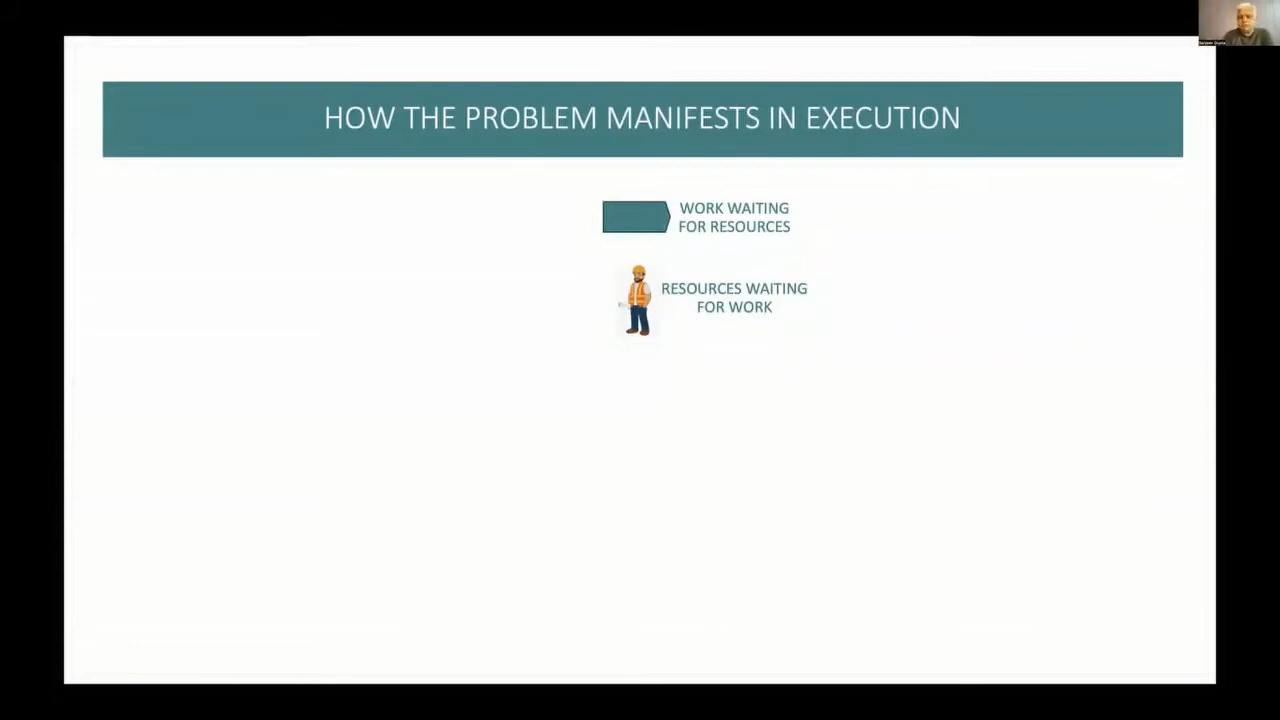 HOW THE PROBLEM MANIFESTS IN EXECUTION
WORK WAITING
FOR RESOURCES
RESOURCES WAITING
FOR WORK